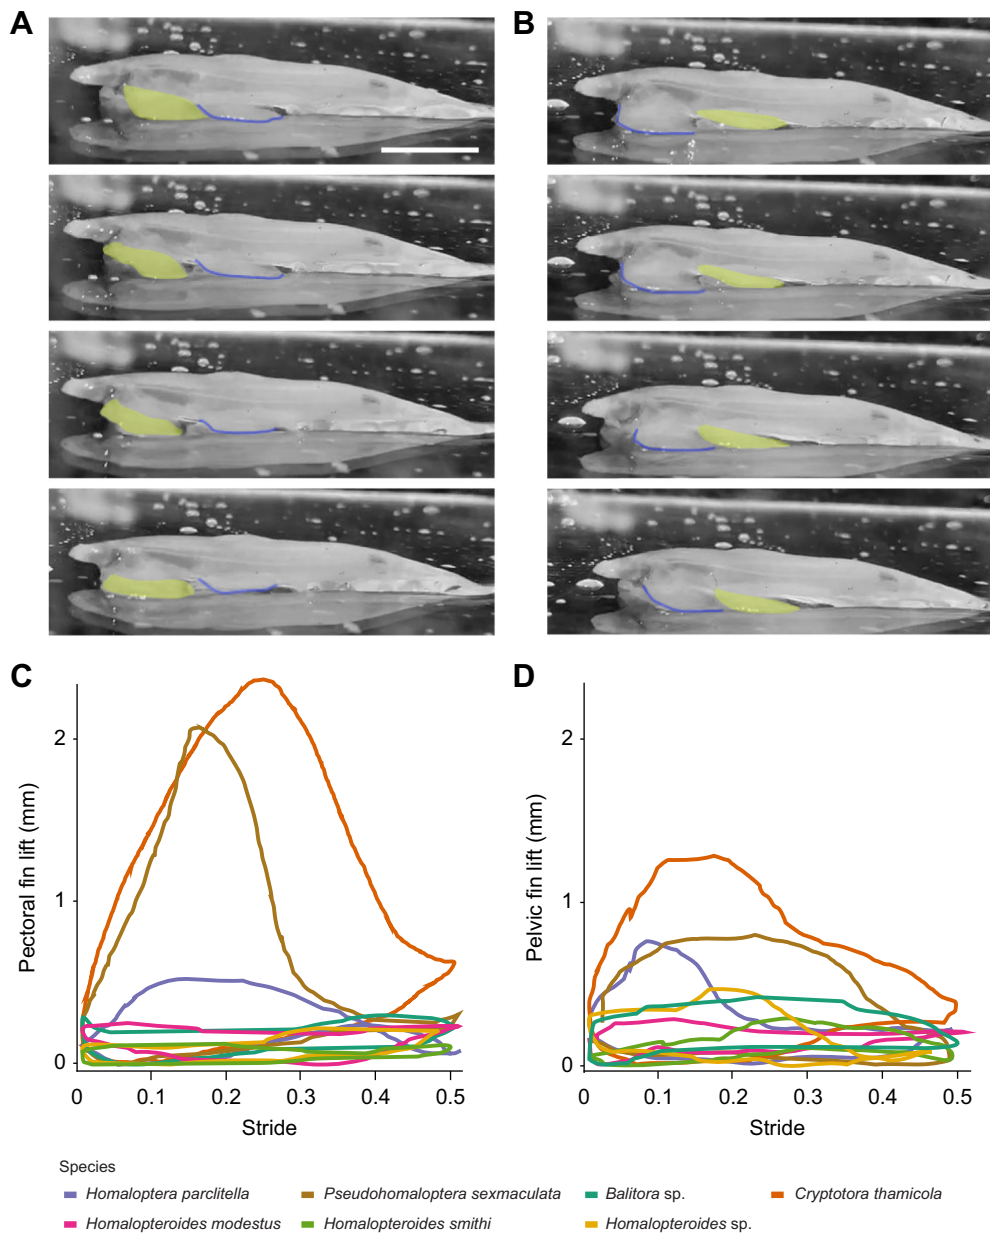 A
B
C
D
Pectoral fin lift (mm)
2
1
0
0 0.1 0.2 0.3 0.4 0.5
Stride
Pelvic fin lift (mm)
2
1
0
0 0.1 0.2 0.3 0.4 0.5
Stride
Species
Homaloptera parclitella Pseudohomaloptera sexmaculata Balitora sp. Cryptotora thamicola
Homalopteroides modestus Homalopteroides smithi Homalopteroides sp.